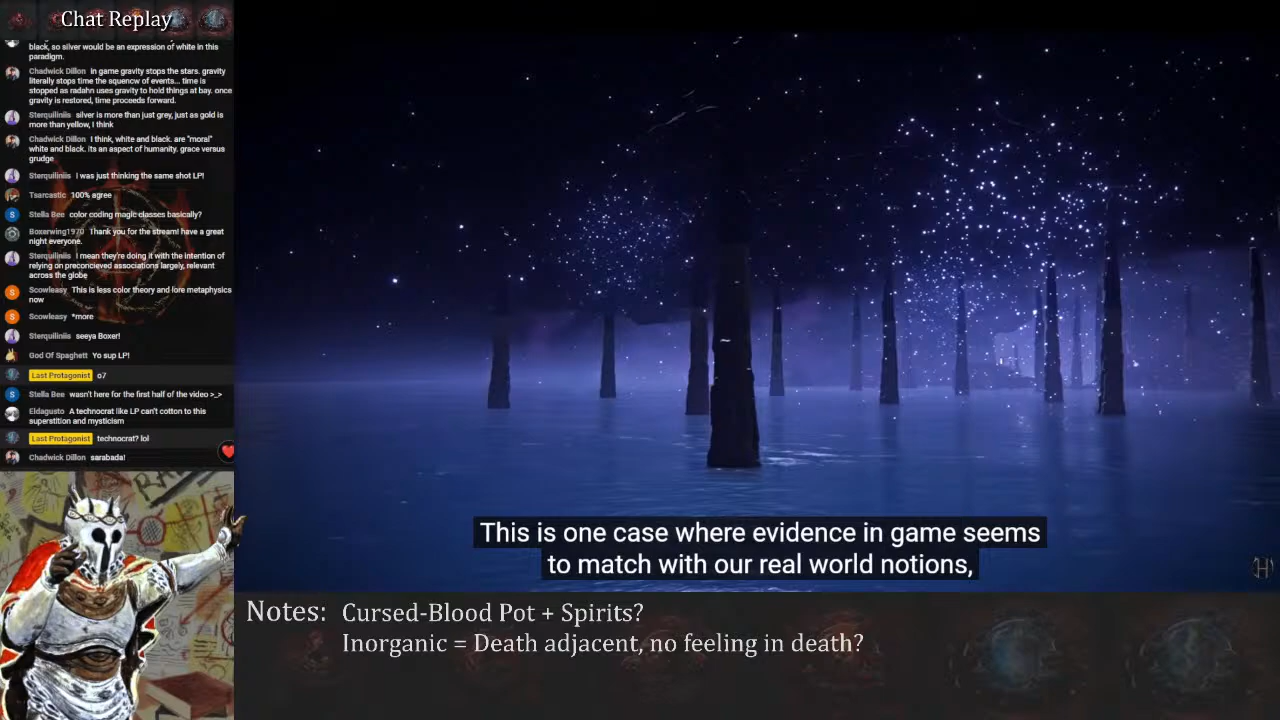 Chat Replay
black, so silver would be an expression of white in this
paradigm.
Chadwick Dillon In game gravity stops the stars. gravity
literally stops time the squencw of events... time is
stopped as radahn uses gravity to hold things at bay. once
gravity is restored, time proceeds forward.
Sterquiliniis silver is more than just grey, just as gold is
more than yellow, I think
Chadwick Dillon I think, white and black. are "moral"
white and black. its an aspect of humanity. grace versus
grudge
Sterquiliniis I was just thinking the same shot LP!
Tsarcastic 100% agree
S Stella Bee color coding magic classes basically?
Boxerwing1970 Thank you for the stream! have a great
night everyone.
Sterquiliniis I mean they're doing it with the intention of
relying on preconcieved associations largely, relevant
across the globe
S Scowleasy This is less color theory and lore metaphysics
now
S Scowleasy *more
Sterquiliniis seeya Boxer!
God Of Spaghett Yo sup LP!
Last Protagonist o7
S Stella Bee wasn't here for the first half of the video >_>
Eldagusto A technocrat like LP can't cotton to this
superstition and mysticism
Last Protagonist technocrat? lol
Chadwick Dillon sarabada!
This is one case where evidence in game seems
to match with our real world notions,
H
Notes: Cursed-Blood Pot + Spirits?
Inorganic = Death adjacent, no feeling in death?